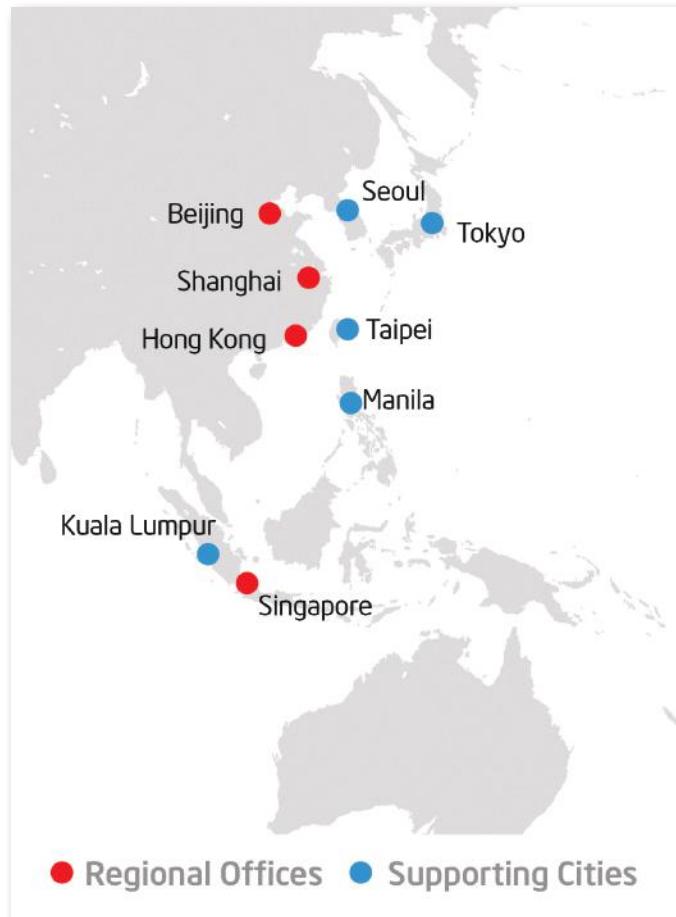 Seoul
Beijing
Tokyo
Shanghai
Hong Kong
Taipei
Manila
Kuala Lumpur
Singapore
Regional Offices
Supporting Cities